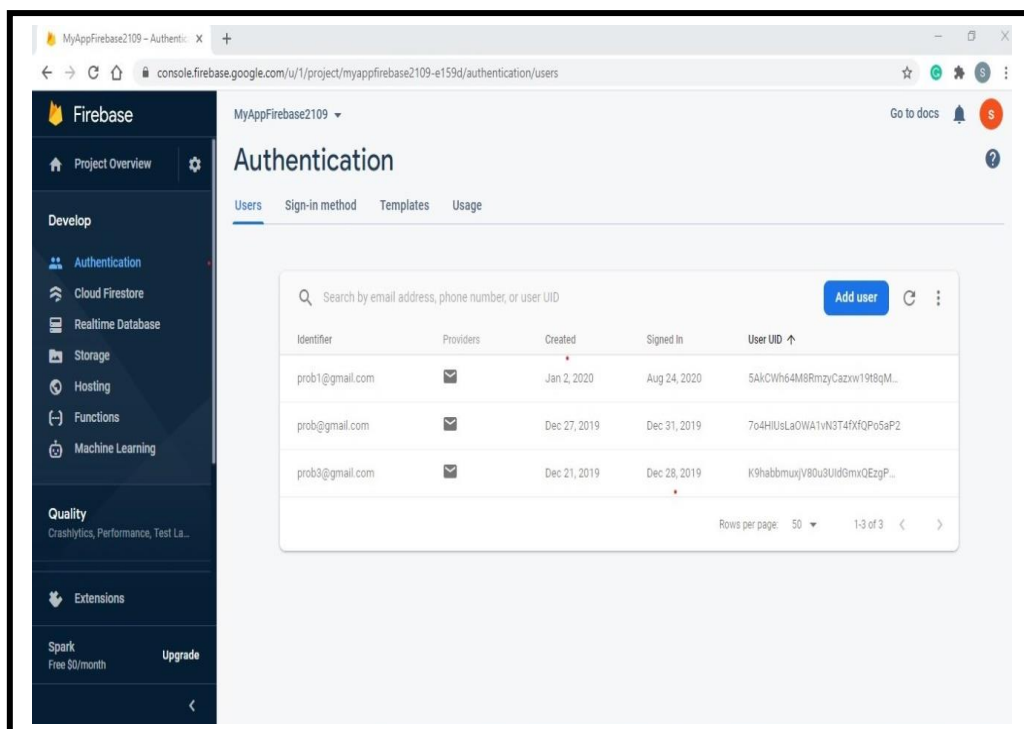 MyAppFirebase2109 – Authentic
console.firebase.google.com/u/1/project/myappfirebase2109-e159d/authentication/users
S
Firebase
MyAppFirebase2109
Go to docs
S
Project Overview
Authentication
Users Sign-in method Templates Usage
Develop
Authentication
Cloud Firestore
Realtime Database
Storage
Hosting
Functions
Machine Learning
Quality
Crashlytics, Performance, Test La...
Extensions
Spark
Free $0/month
Upgrade
Search by email address, phone number, or user UID
Add user
Identifier Providers Created Signed In User UID
prob1@gmail.com Jan 2, 2020 Aug 24, 2020
prob@gmail.com Dec 27, 2019 Dec 31, 2019
prob3@gmail.com Dec 21, 2019 Dec 28, 2019
Rows per page: 50 1-3 of 3